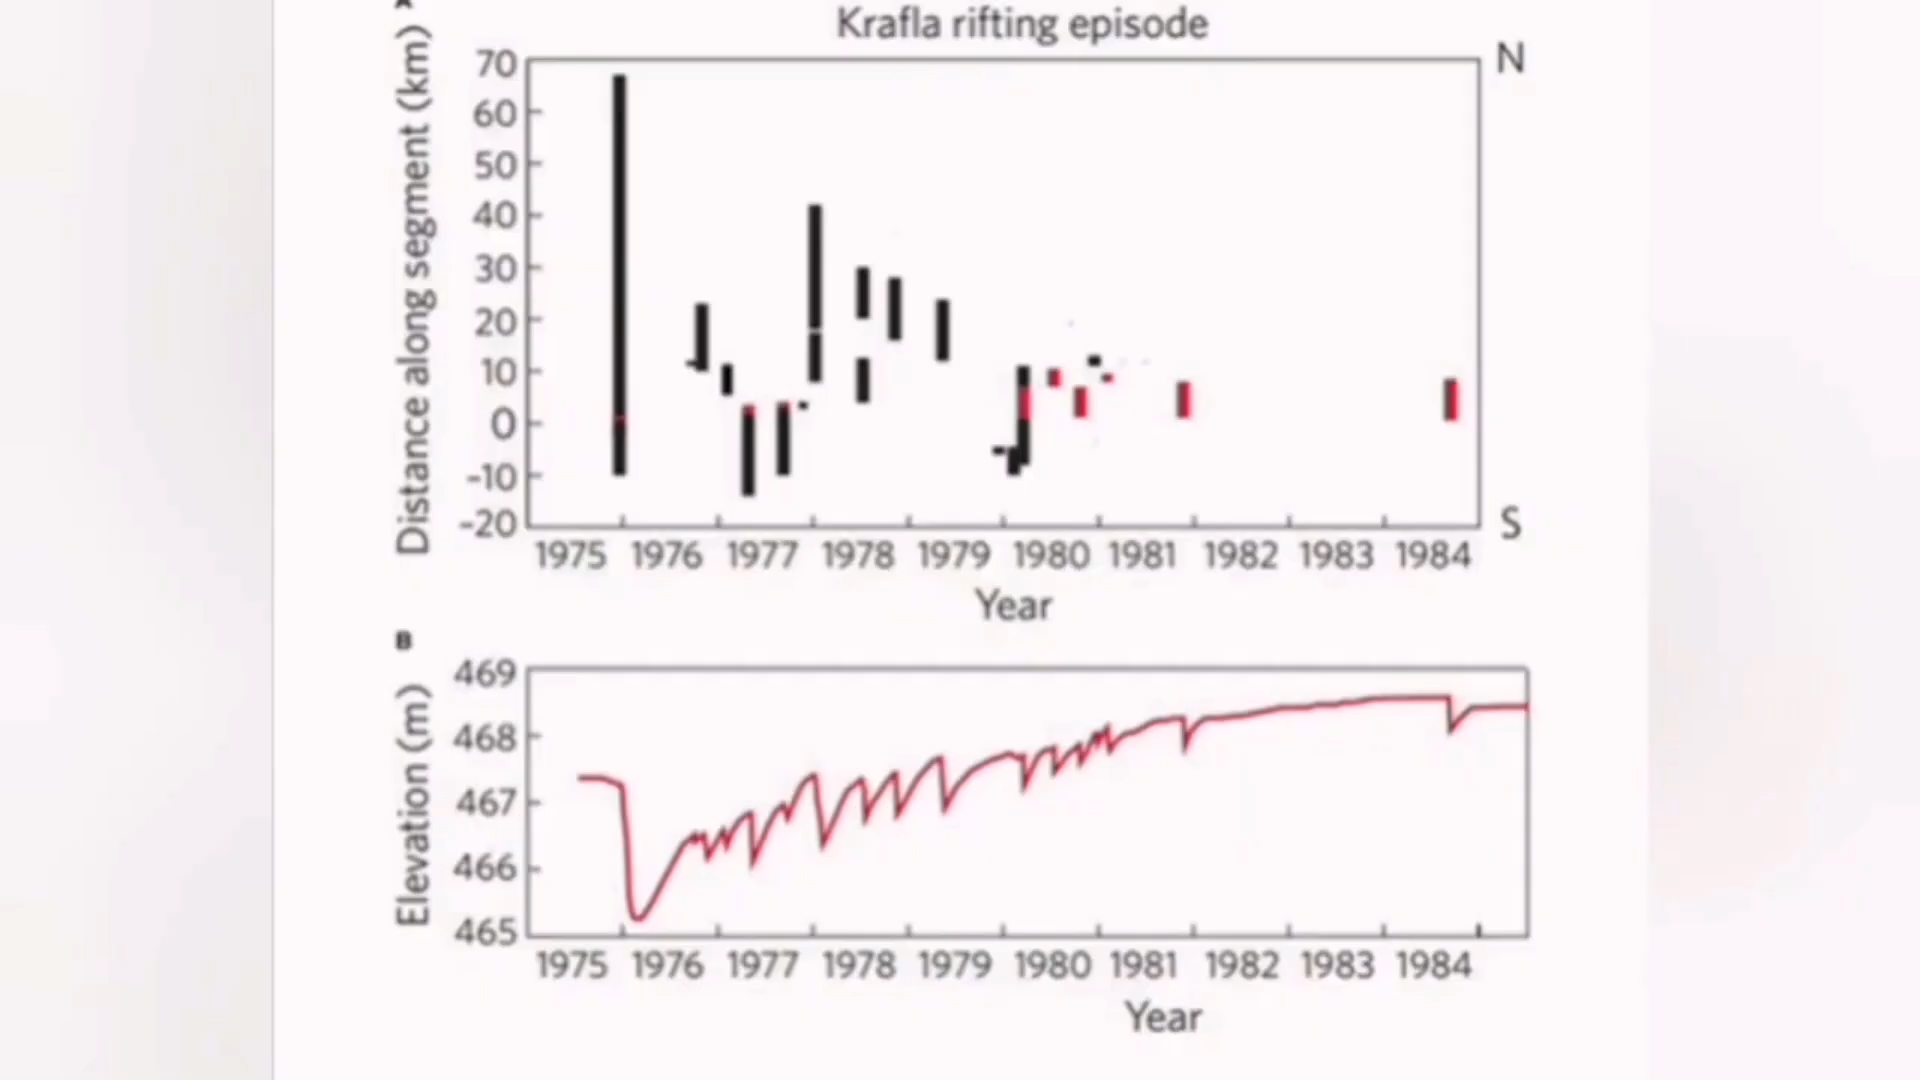 A
Krafla rifting episode
N
Distance along segment (km)
70
60
50
40
30
20
10
0
-10
-20
S
1975 1976 1977 1978 1979 1980 1981 1982 1983 1984
Year
B
Elevation (m)
469
468
467
466
465
1975 1976 1977 1978 1979 1980 1981 1982 1983 1984
Year